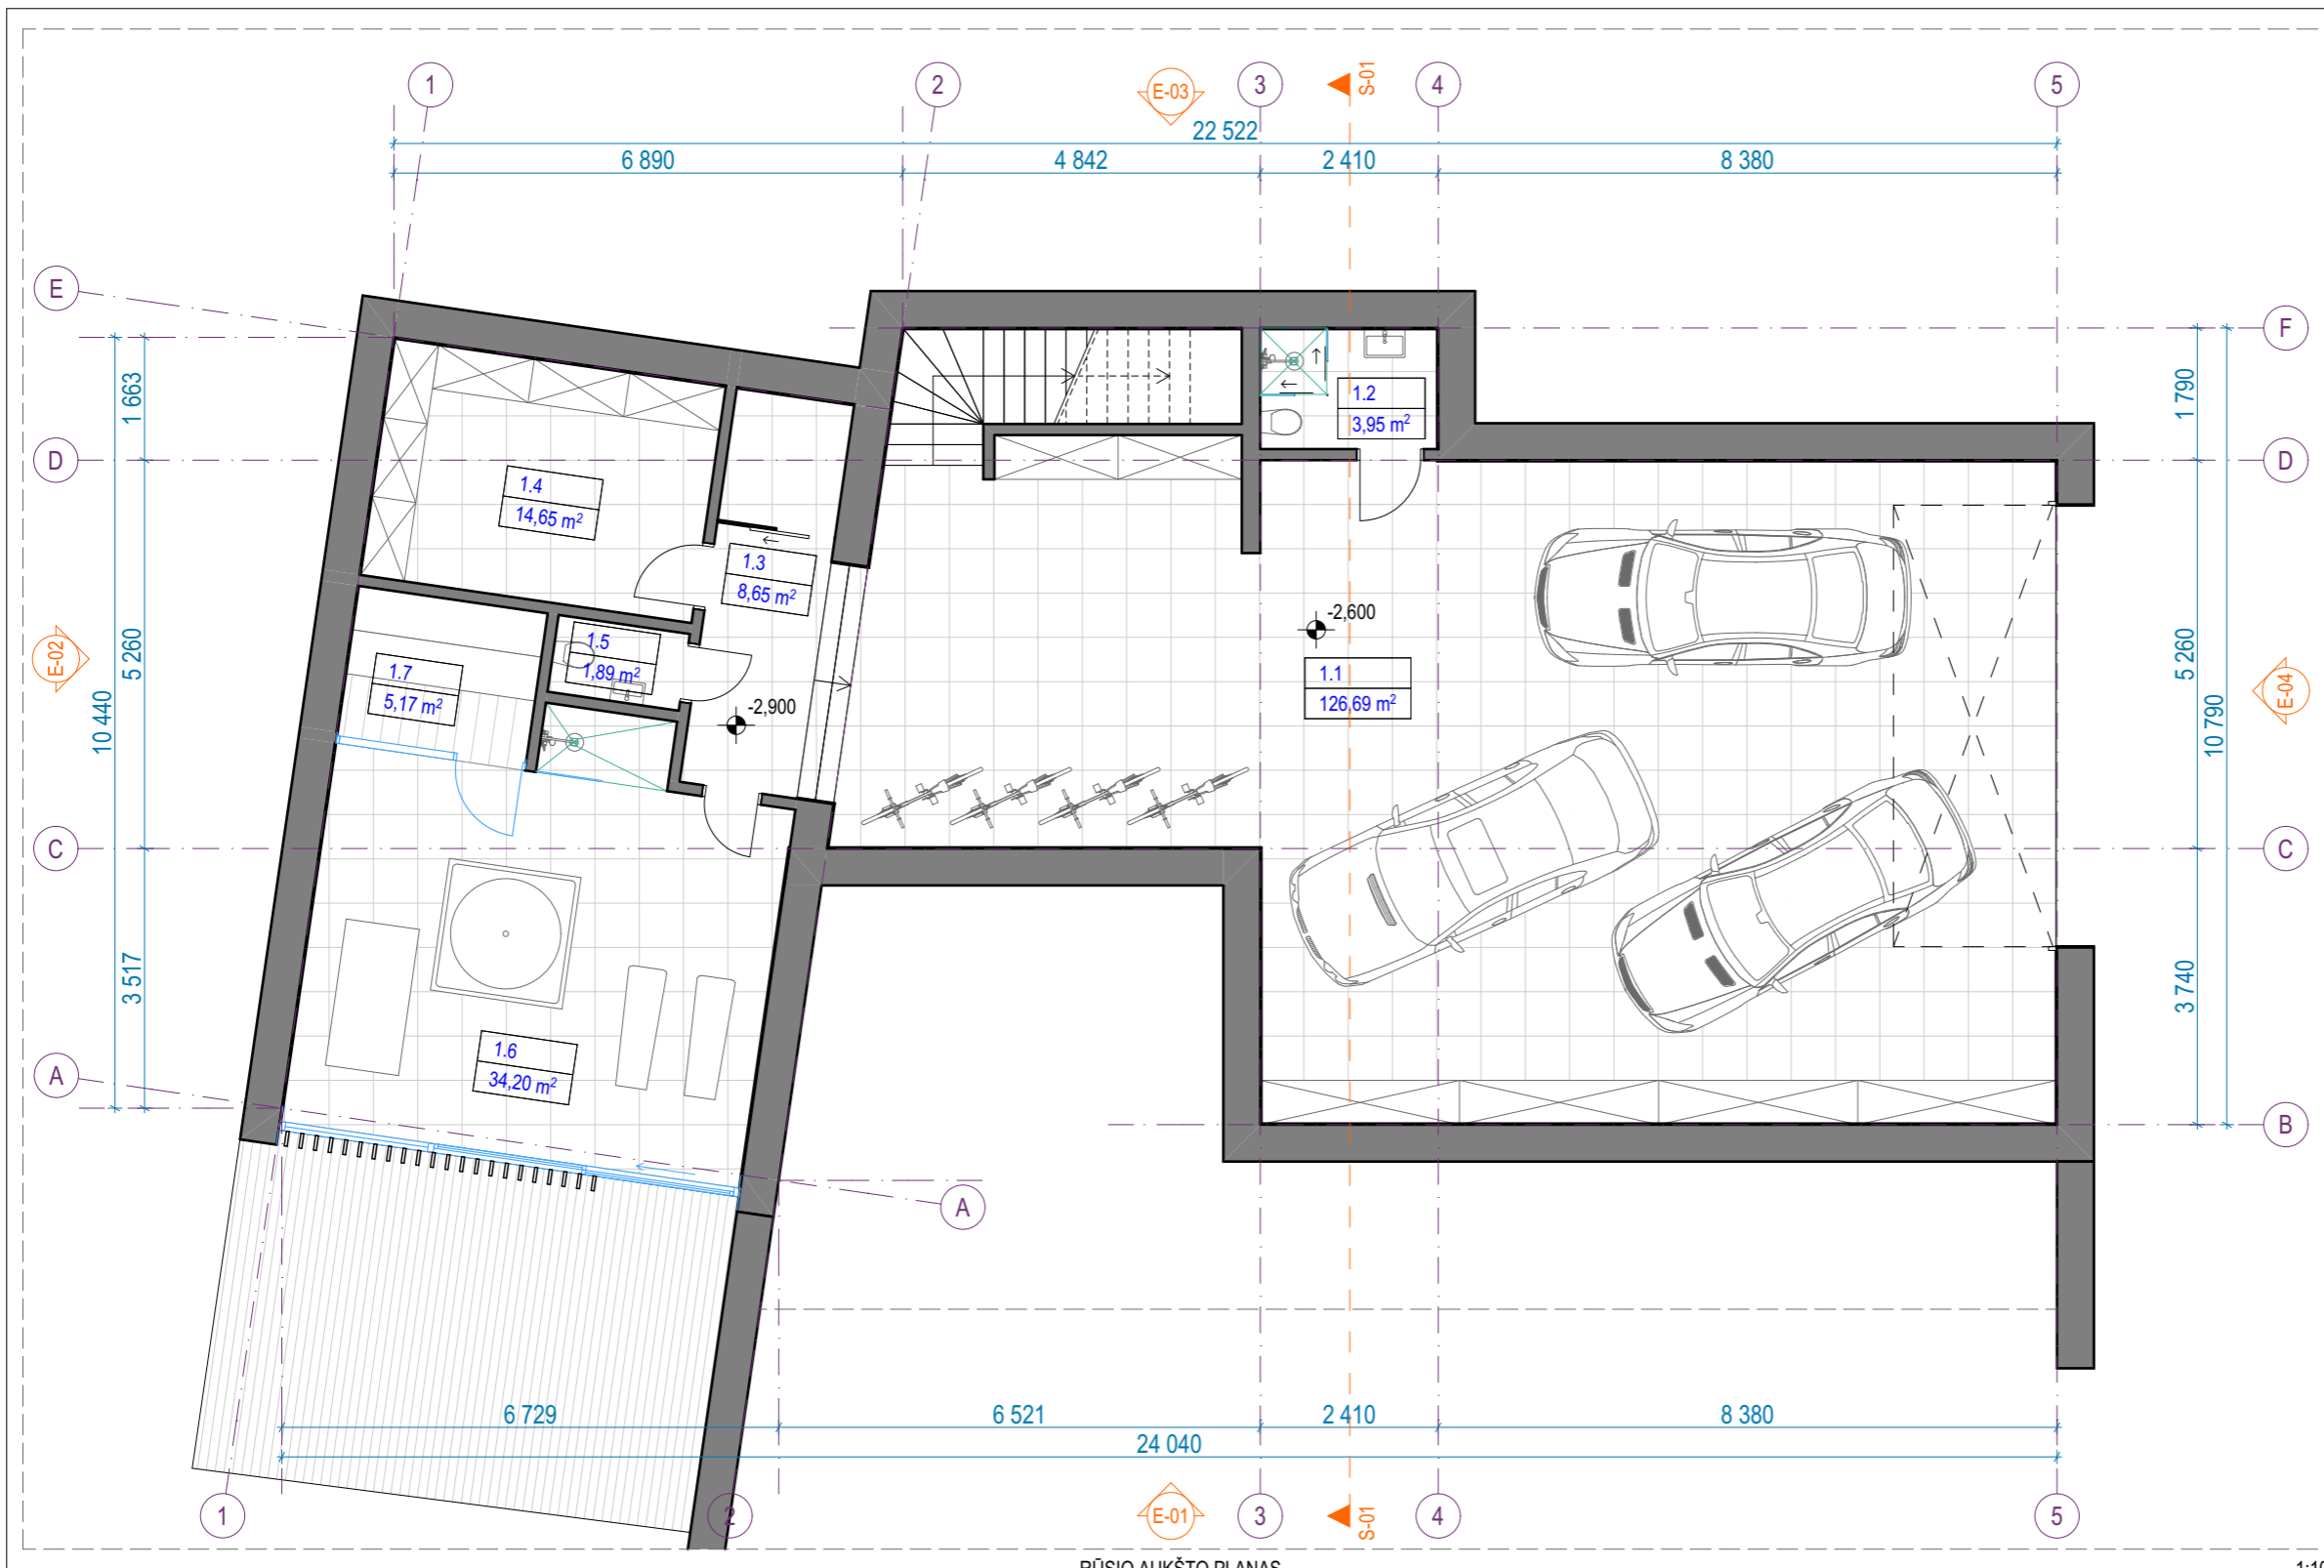 1
2
E-03
3
S-01
4
5
22 522
6 890
4 842
2 410
8 380
E
F
D
D
C
C
A
A
B
1 663
5 260
3 517
10 440
1 790
5 260
3 740
10 790
E-02
E-04
1.2
3,95 m²
1.4
14,65 m²
1.3
8,65 m²
1.5
1,89 m²
1.7
5,17 m²
-2,900
-2,600
1.1
126,69 m²
1.6
34,20 m²
6 729
6 521
2 410
8 380
24 040
1
2
E-01
3
S-01
4
5
RŪSIO AUKŠTO PLANAS